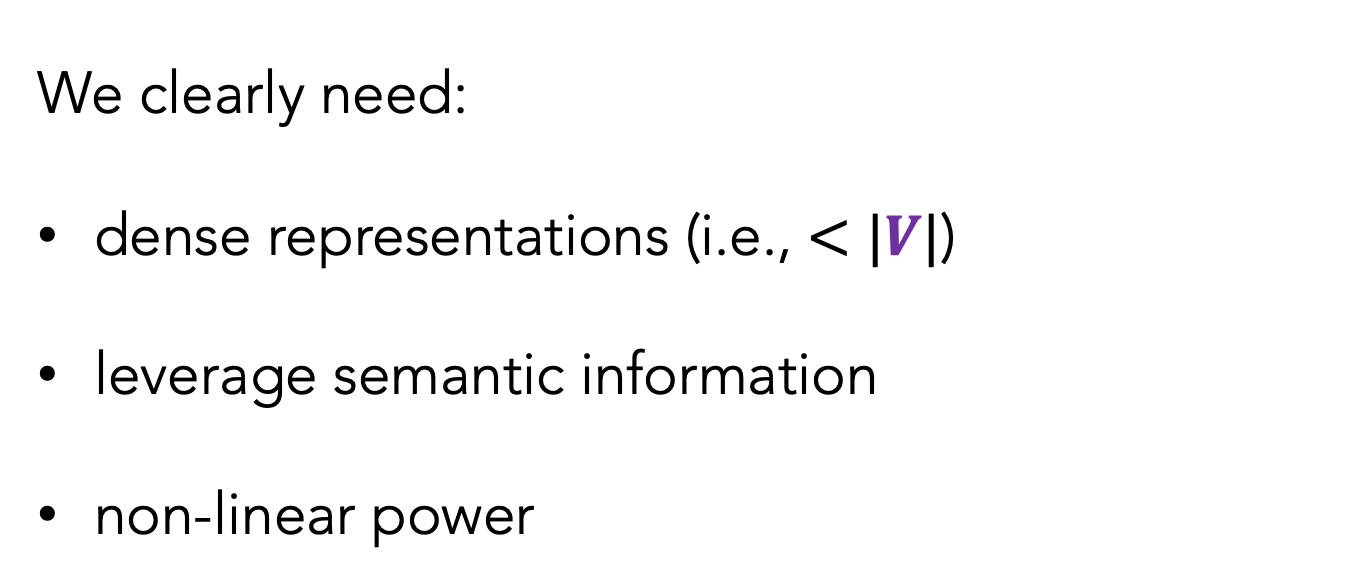 We clearly need:
• dense representations (i.e., < |V|)
• leverage semantic information
• non-linear power